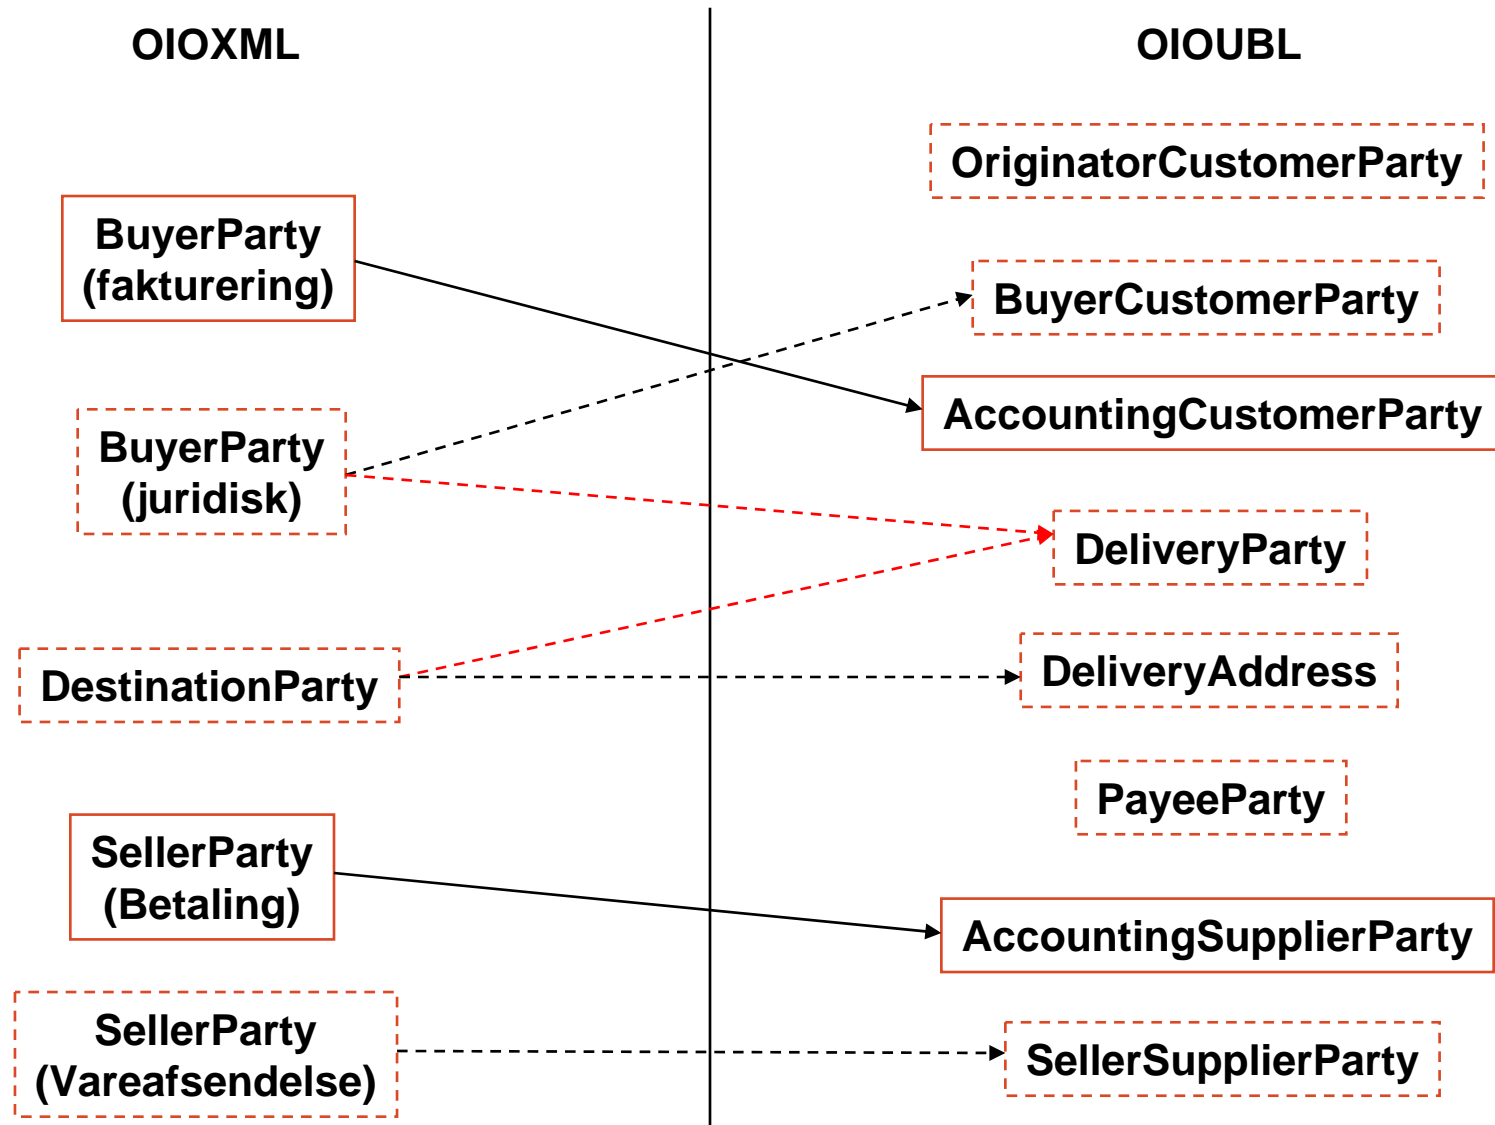 OIOXML
OIOUBL
OriginatorCustomerParty
BuyerParty
(fakturering)
BuyerCustomerParty
AccountingCustomerParty
BuyerParty
(juridisk)
DeliveryParty
DestinationParty
DeliveryAddress
PayeeParty
SellerParty
(Betaling)
AccountingSupplierParty
SellerParty
(Vareafsendelse)
SellerSupplierParty